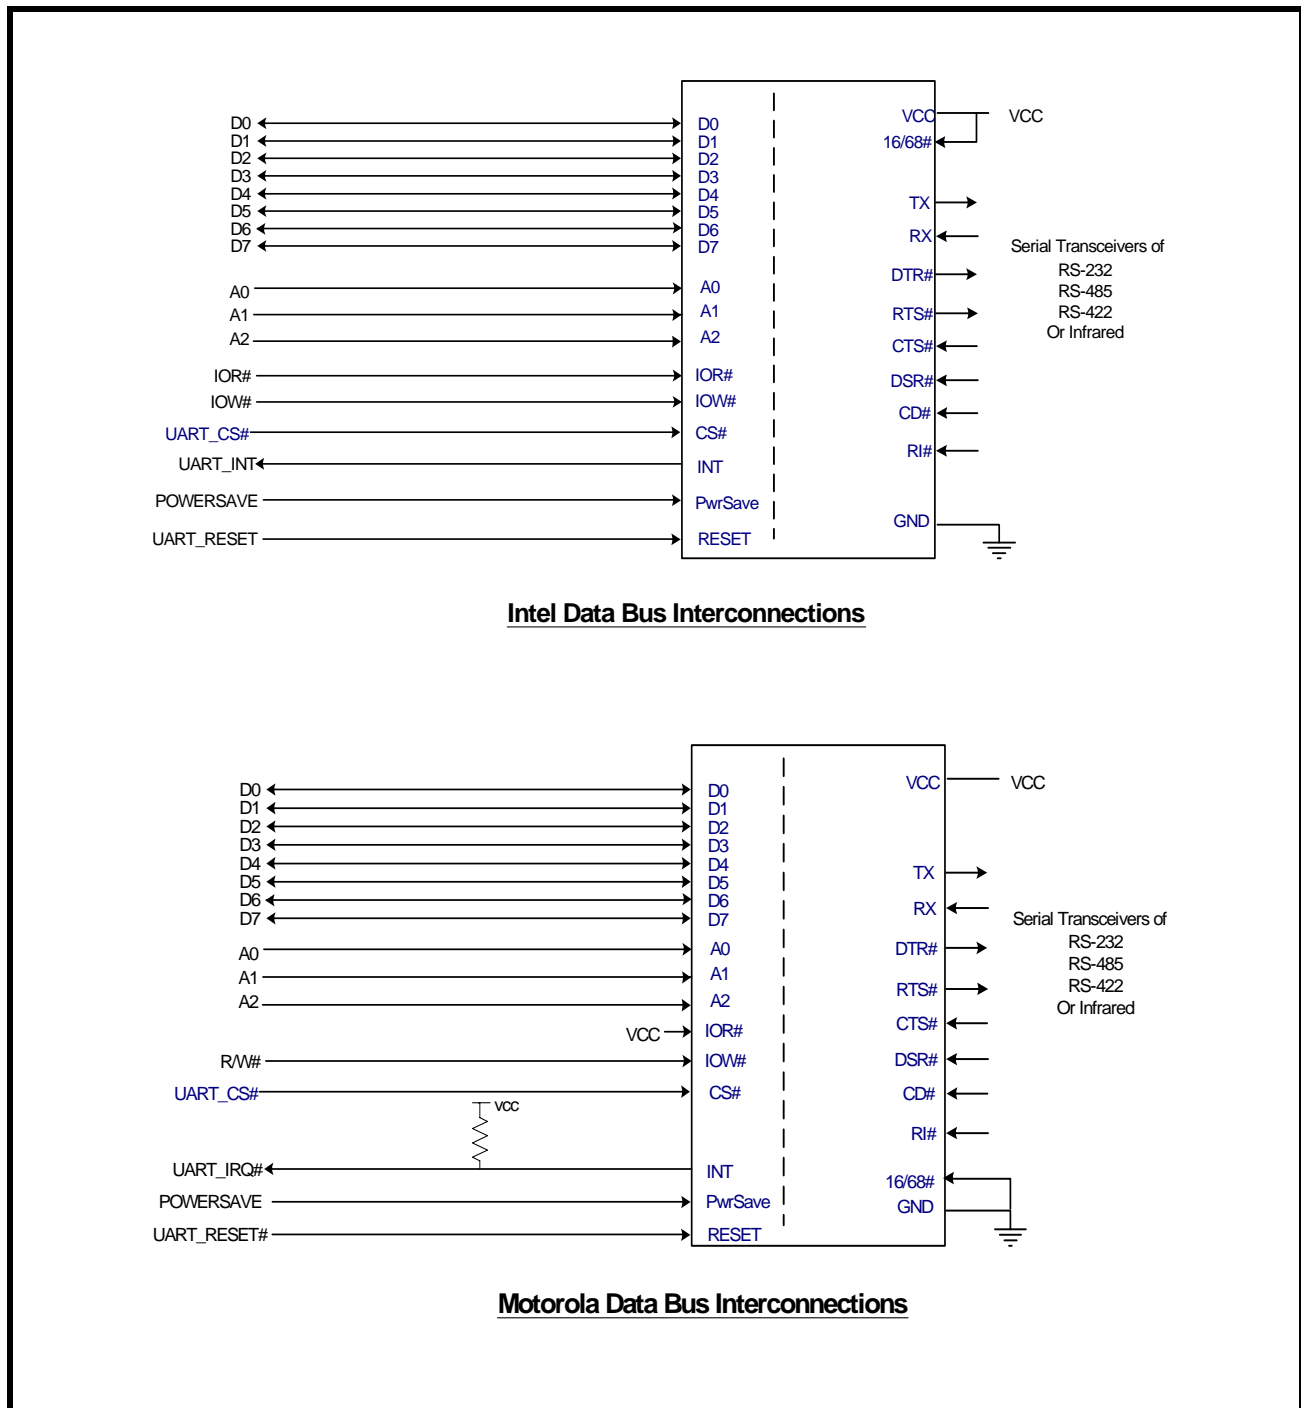 D0 D0 VCC VCC
D1 D1 16/68#
D2 D2
D3 D3
D4 D4 TX
D5 D5
D6 D6 RX
D7 D7 Serial Transceivers of
RS-232
DTR#
A0 A0 RS-485
A1 A1 RTS# RS-422
A2 A2 CTS# Or Infrared
IOR# IOR# DSR#
IOW# IOW# CD#
UART_CS# CS#
UART_INT INT RI#
POWERSAVE PwrSave
GND
UART_RESET RESET
Intel Data Bus Interconnections
D0 D0 VCC VCC
D1 D1
D2 D2
D3 D3
D4 D4 TX
D5 D5
D6 D6 RX
D7 D7 Serial Transceivers of
RS-232
A0 A0 DTR#
RS-485
A1 A1 RTS# RS-422
A2 A2 Or Infrared
VCC IOR# CTS#
R/W# IOW# DSR#
UART_CS# CS# CD#
VCC
RI#
UART_IRQ# INT
16/68#
POWERSAVE PwrSave GND
UART_RESET# RESET
Motorola Data Bus Interconnections